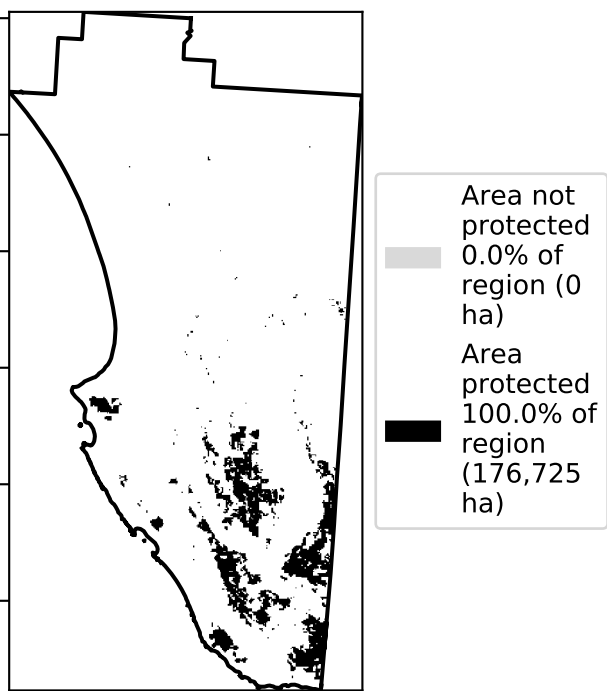 Area not
protected
0.0% of
region (0
ha)
Area
protected
100.0% of
region
(176,725
ha)